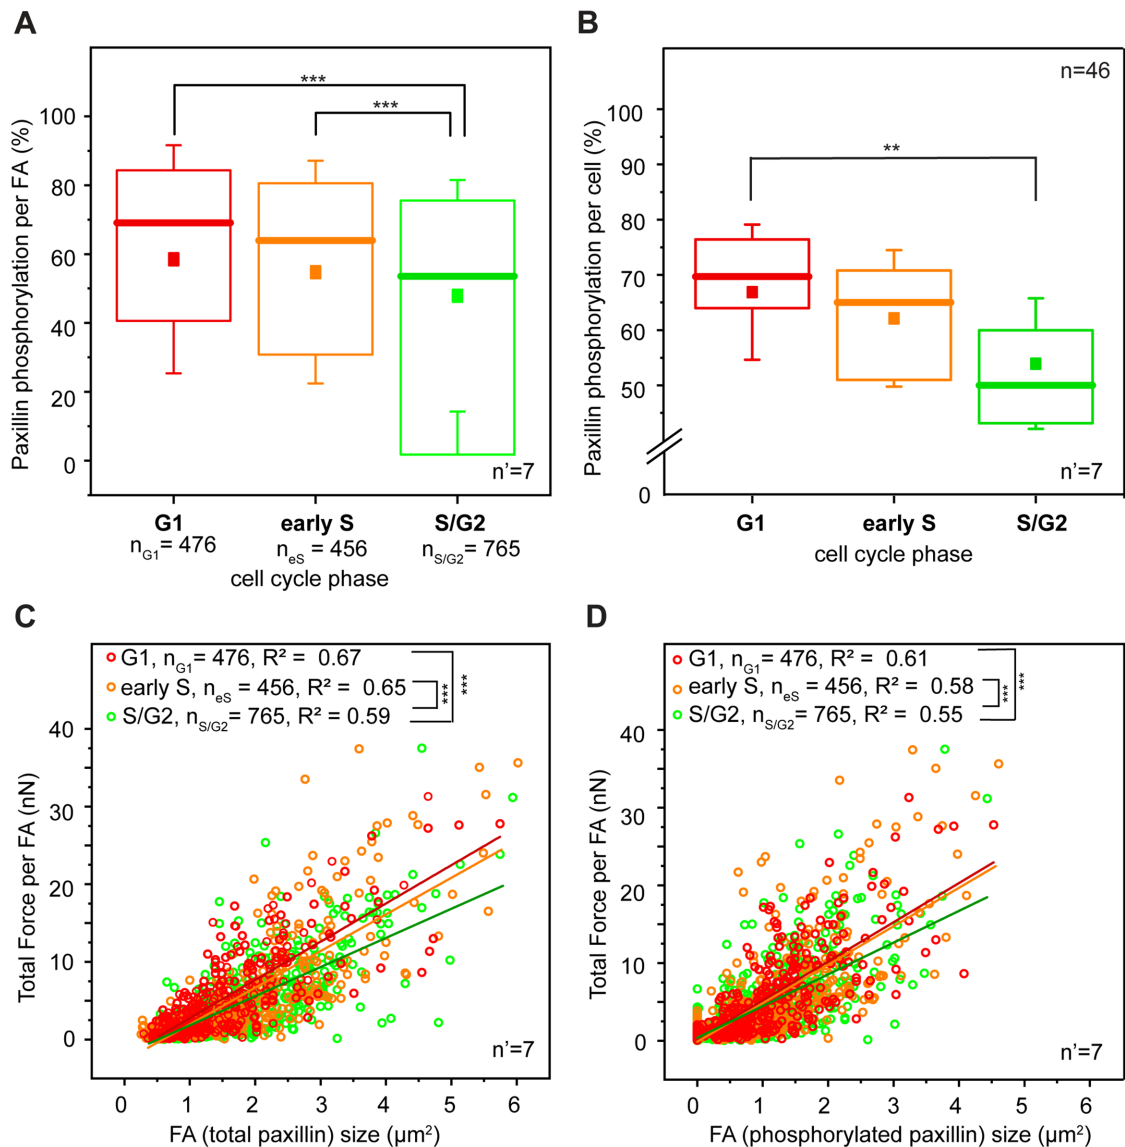 A
Paxillin phosphorylation per FA (%)
100
80
60
40
20
0
***
***
n'=7
G1
early S
S/G2
nG1 = 476
neS = 456
nS/G2 = 765
cell cycle phase
B
Paxillin phosphorylation per cell (%)
100
90
80
70
60
50
0
n=46
**
n'=7
G1
early S
S/G2
cell cycle phase
C
G1, nG1 = 476, R² = 0.67
early S, neS = 456, R² = 0.65
S/G2, nS/G2 = 765, R² = 0.59
***
***
Total Force per FA (nN)
40
30
20
10
0
n'=7
0 1 2 3 4 5 6
FA (total paxillin) size (µm²)
D
G1, nG1 = 476, R² = 0.61
early S, neS = 456, R² = 0.58
S/G2, nS/G2 = 765, R² = 0.55
***
***
Total Force per FA (nN)
40
30
20
10
0
n'=7
0 1 2 3 4 5 6
FA (phosphorylated paxillin) size (µm²)